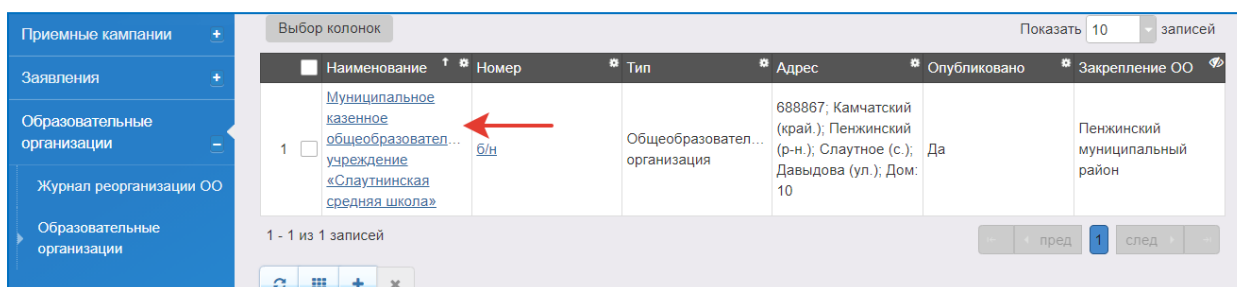 Приемные кампании
Заявления
Образовательные
организации
Журнал реорганизации ОО
Образовательные
организации
Выбор колонок
Показать 10 записей
Наименование Номер Тип Адрес Опубликовано Закрепление ОО
1
Муниципальное
казенное
общеобразовател...
учреждение
«Слаутнинская
средняя школа»
б/н
Общеобразовател...
организация
688867; Камчатский
(край.); Пенжинский
(р-н.); Слаутное (с.);
Давыдова (ул.); Дом:
10
Да
Пенжинский
муниципальный
район
1 - 1 из 1 записей
пред 1 след